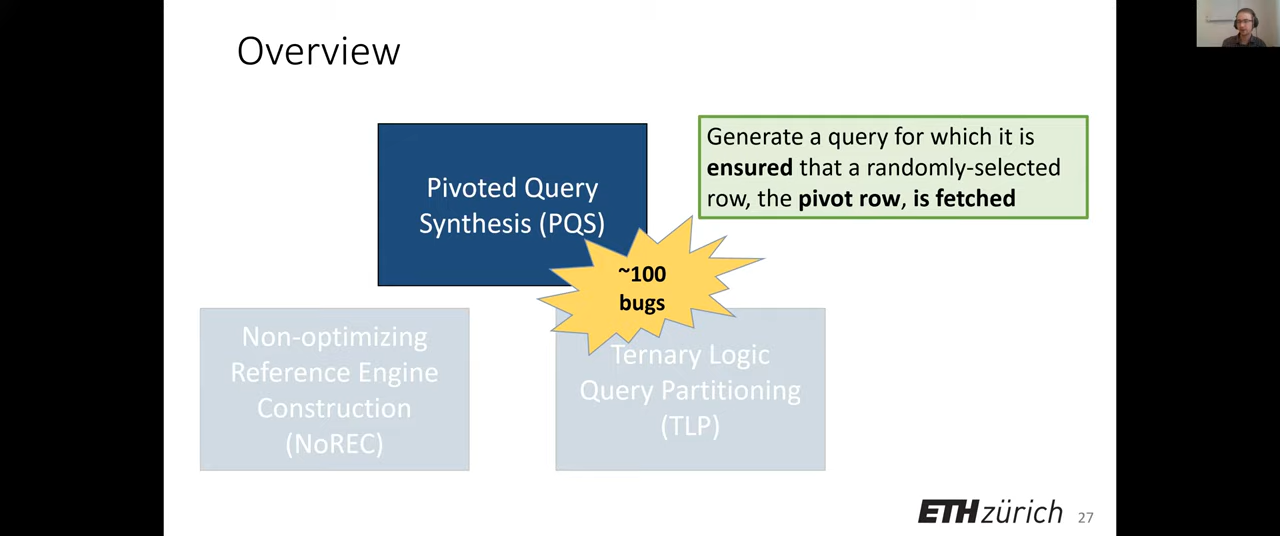 Overview
Pivoted Query
Synthesis (PQS)
Generate a query for which it is
ensured that a randomly-selected
row, the pivot row, is fetched
~100
bugs
Non-optimizing
Reference Engine
Construction
(NoREC)
Ternary Logic
Query Partitioning
(TLP)
ETH zürich
27